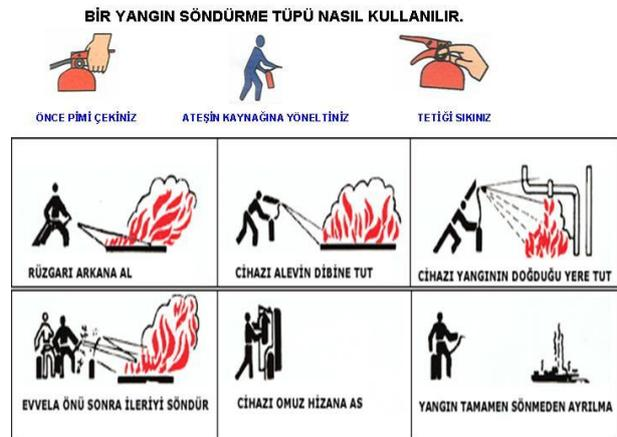 BİR YANGIN SÖNDÜRME TÜPÜ NASIL KULLANILIR.
ÖNCE PİMİ ÇEKİNİZ
ATEŞİN KAYNAĞINA YÖNELTİNİZ
TETİĞİ SIKINIZ
RÜZGARI ARKANA AL
CİHAZI ALEVİN DİBİNE TUT
CİHAZI YANGININ DOĞDUĞU YERE TUT
EVVELA ÖNÜ SONRA İLERİYİ SÖNDÜR
CİHAZI OMUZ HİZANA AS
YANGIN TAMAMEN SÖNMEDEN AYRILMA